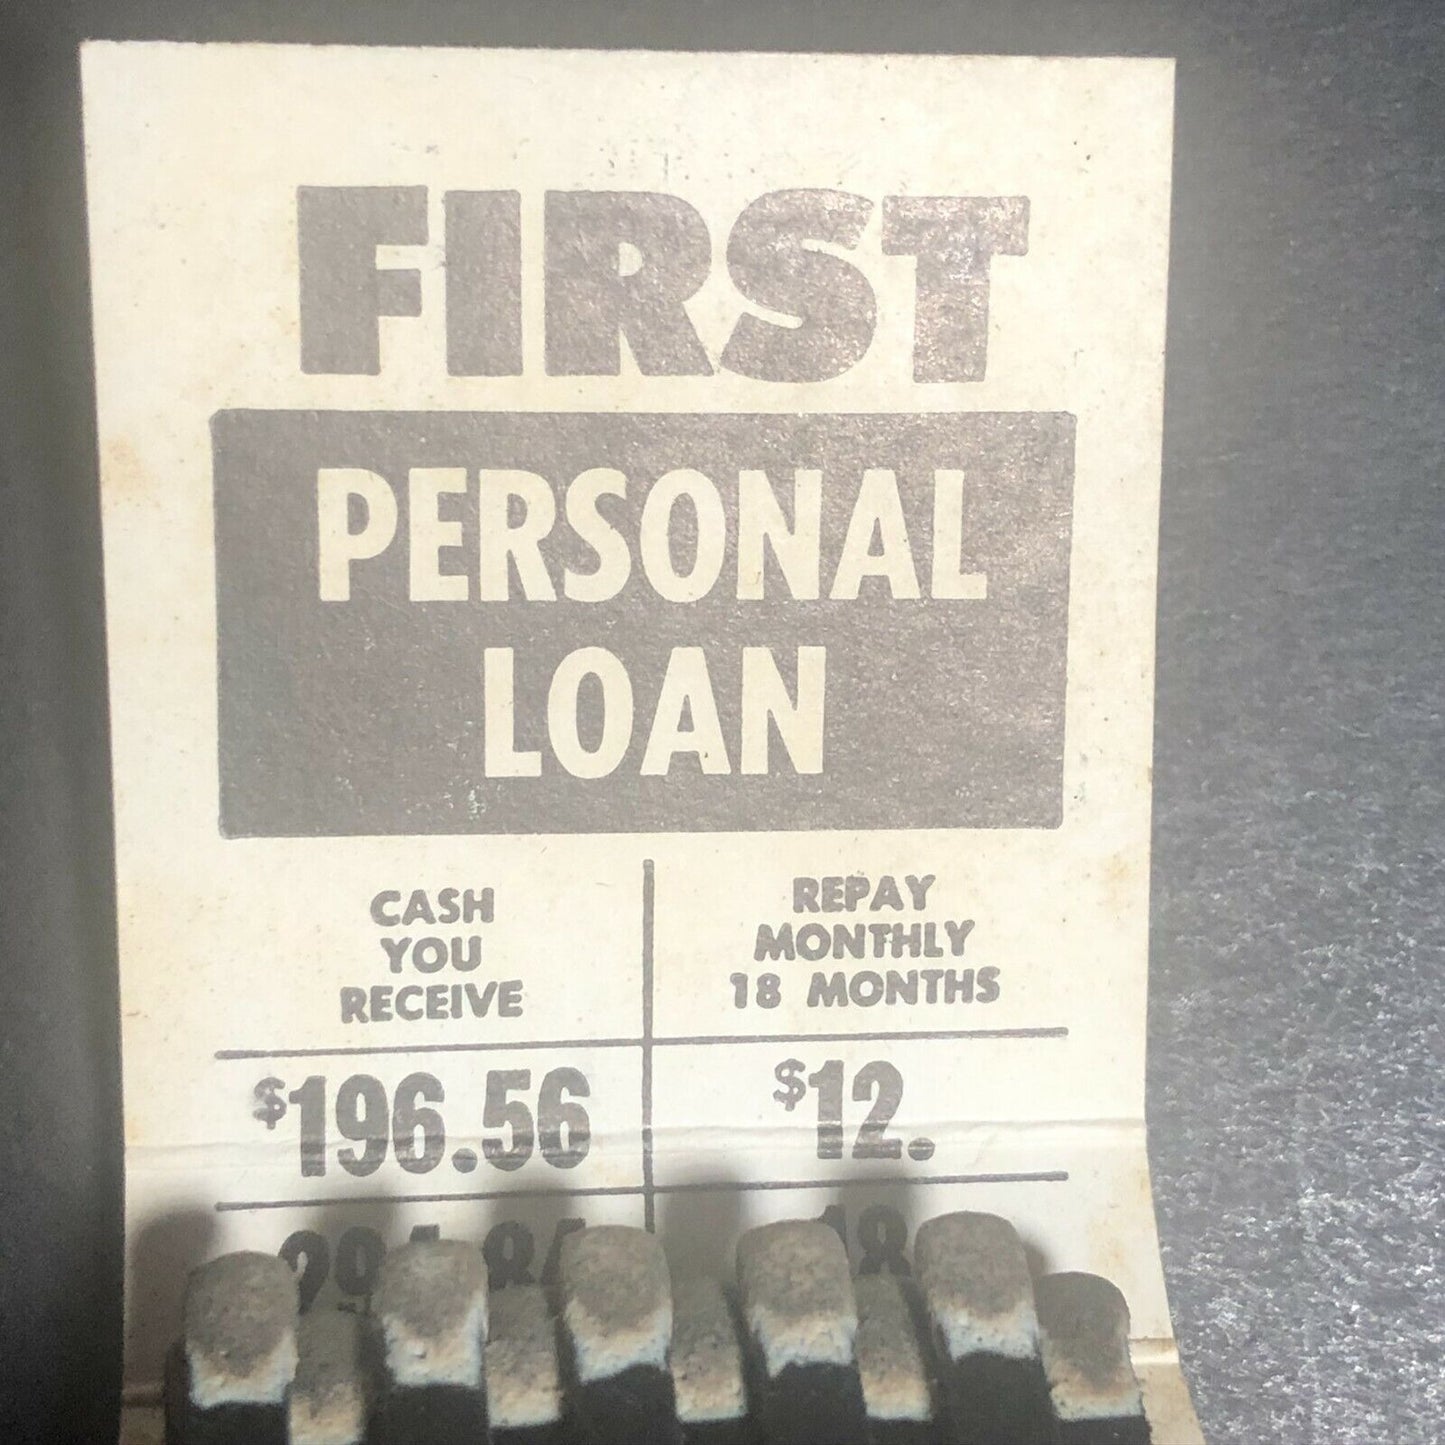 FIRST
PERSONAL
LOAN
CASH
YOU
RECEIVE
REPAY
MONTHLY
18 MONTHS
$196.56 $12.